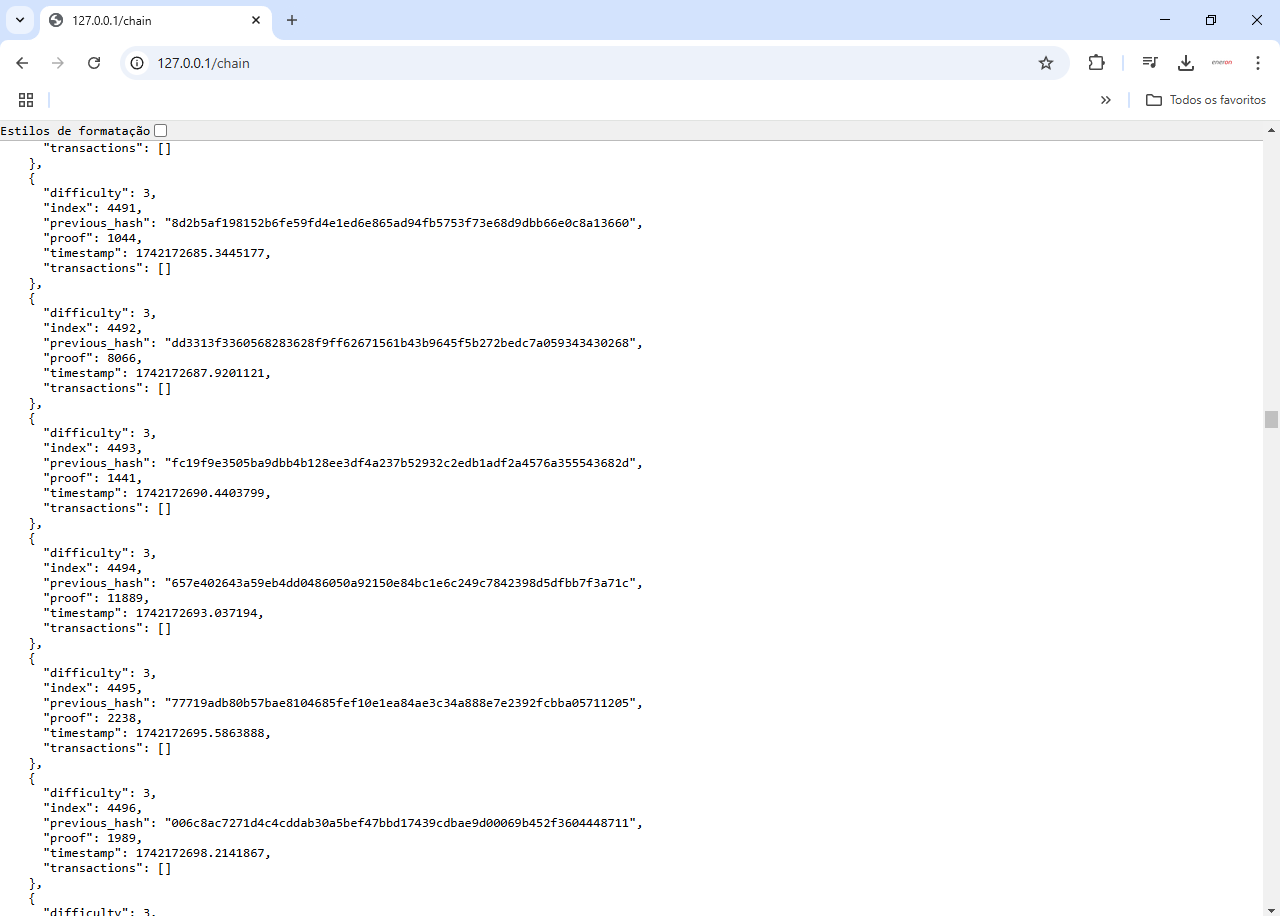 127.0.0.1/chain
127.0.0.1/chain
eneron
Todos os favoritos
Estilos de formatação
"transactions": []
},
{
"difficulty": 3,
"index": 4491,
"previous_hash": "8d2b5af198152b6fe59fd4e1ed6e865ad94fb5753f73e68d9dbb66e0c8a13660",
"proof": 1044,
"timestamp": 1742172685.3445177,
"transactions": []
},
{
"difficulty": 3,
"index": 4492,
"previous_hash": "dd3313f3360568283628f9ff62671561b43b9645f5b272bedc7a059343430268",
"proof": 8066,
"timestamp": 1742172687.9201121,
"transactions": []
},
{
"difficulty": 3,
"index": 4493,
"previous_hash": "fc19f9e3505ba9dbb4b128ee3df4a237b52932c2edb1adf2a4576a355543682d",
"proof": 1441,
"timestamp": 1742172690.4403799,
"transactions": []
},
{
"difficulty": 3,
"index": 4494,
"previous_hash": "657e402643a59eb4dd0486050a92150e84bc1e6c249c7842398d5dfbb7f3a71c",
"proof": 11889,
"timestamp": 1742172693.037194,
"transactions": []
},
{
"difficulty": 3,
"index": 4495,
"previous_hash": "77719adb80b57bae8104685fef10e1ea84ae3c34a888e7e2392fcbba05711205",
"proof": 2238,
"timestamp": 1742172695.5863888,
"transactions": []
},
{
"difficulty": 3,
"index": 4496,
"previous_hash": "006c8ac7271d4c4cddab30a5bef47bbd17439cdbae9d00069b452f3604448711",
"proof": 1989,
"timestamp": 1742172698.2141867,
"transactions": []
},
{
"difficulty": 3,